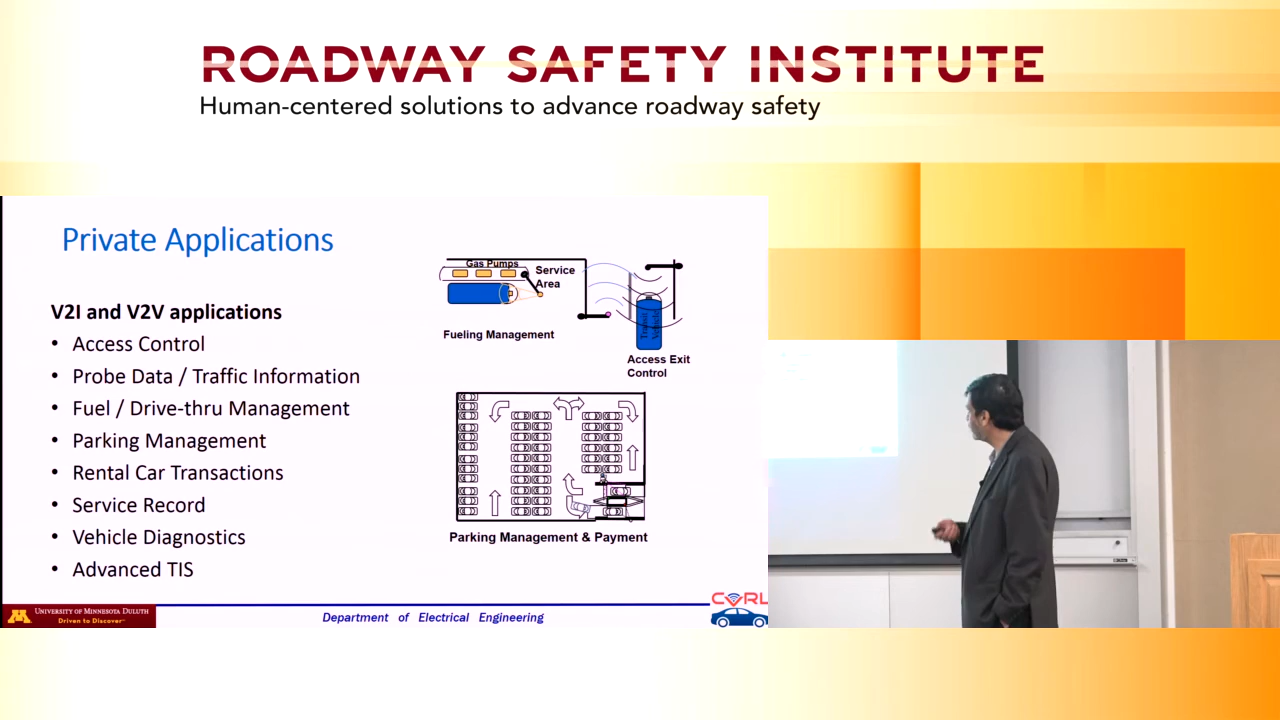 ROADWAY SAFETY INSTITUTE
Human-centered solutions to advance roadway safety
Private Applications
V2I and V2V applications
• Access Control
• Probe Data / Traffic Information
• Fuel / Drive-thru Management
• Parking Management
• Rental Car Transactions
• Service Record
• Vehicle Diagnostics
• Advanced TIS
Gas Pumps
Service
Area
Fueling Management
Transit
Vehicle
Access Exit
Control
Parking Management & Payment
UNIVERSITY OF MINNESOTA DULUTH
Driven to Discover
Department of Electrical Engineering